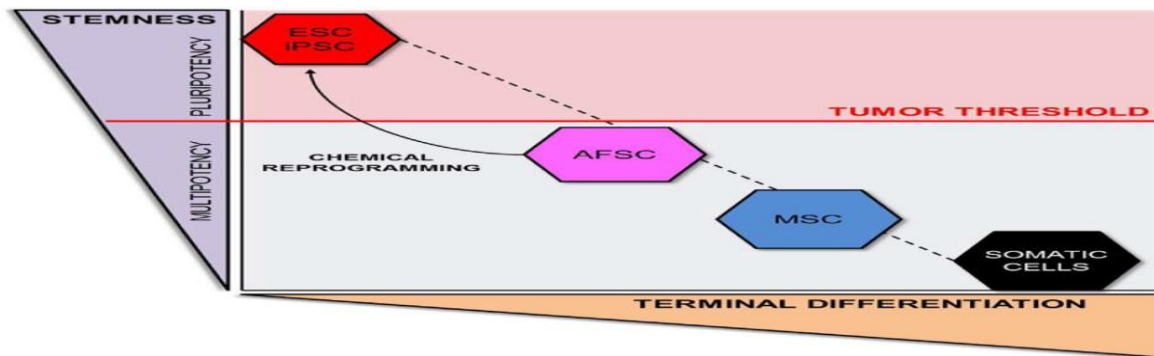 STEMNESS
PLURIPOTENCY
MULTIPOTENCY
ESC
iPSC
TUMOR THRESHOLD
CHEMICAL
REPROGRAMMING
AFSC
MSC
SOMATIC
CELLS
TERMINAL DIFFERENTIATION